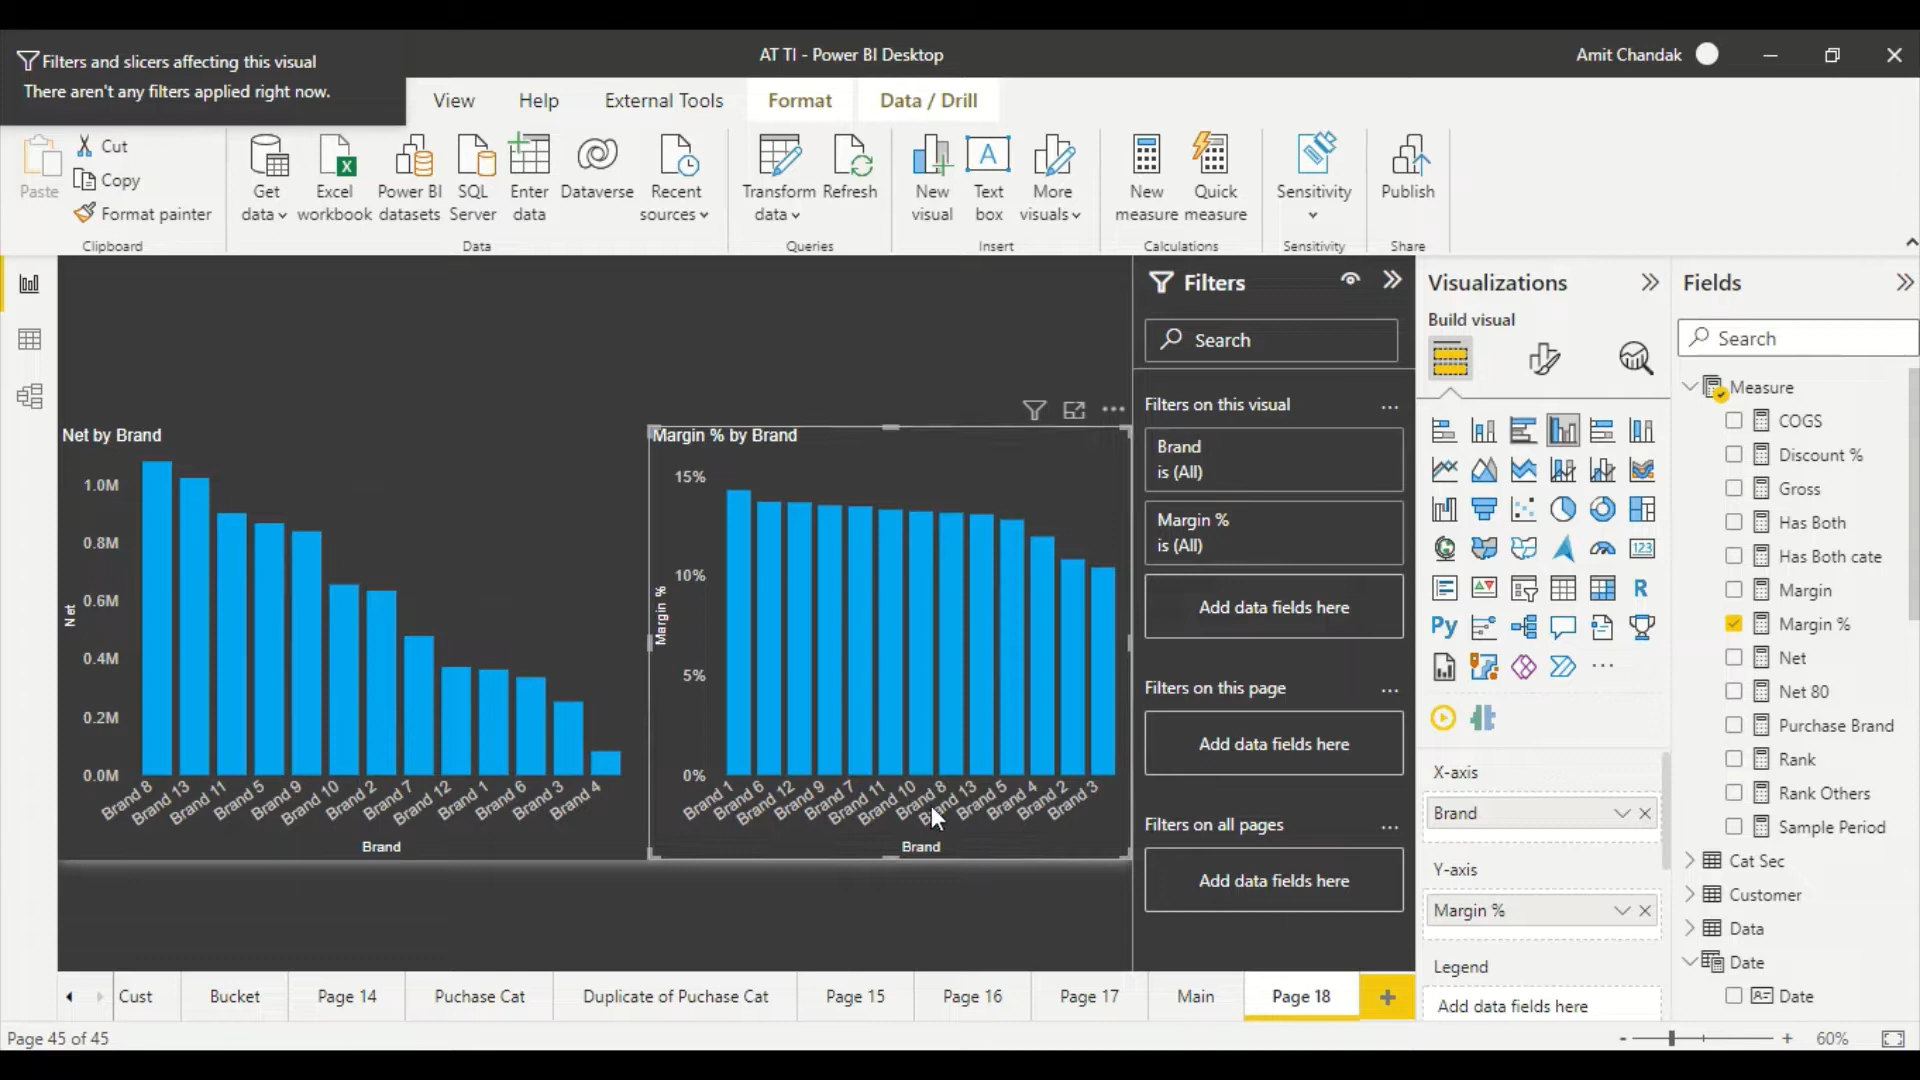 Filters and slicers affecting this visual
There aren't any filters applied right now.
AT TI - Power BI Desktop
Amit Chandak
View
Help
External Tools
Format
Data / Drill
Paste
Cut
Copy
Format painter
Clipboard
Get data
Excel workbook
Power BI datasets
SQL Server
Enter data
Dataverse
Recent sources
Data
Transform data
Refresh
Queries
New visual
A
Text box
More visuals
Insert
New measure
Quick measure
Calculations
Sensitivity
Sensitivity
Publish
Share
Net by Brand
Net
1.0M
0.8M
0.6M
0.4M
0.2M
0.0M
Brand 8
Brand 13
Brand 11
Brand 5
Brand 9
Brand 10
Brand 2
Brand 7
Brand 12
Brand 1
Brand 6
Brand 3
Brand 4
Brand
Margin % by Brand
Margin %
15%
10%
5%
0%
Brand 1
Brand 6
Brand 12
Brand 9
Brand 7
Brand 11
Brand 10
Brand 8
Brand 13
Brand 5
Brand 4
Brand 2
Brand 3
Brand
Filters
Search
Filters on this visual
Brand
is (All)
Margin %
is (All)
Add data fields here
Filters on this page
Add data fields here
Filters on all pages
Add data fields here
Visualizations
Build visual
123
R
Py
X-axis
Brand
Y-axis
Margin %
Legend
Add data fields here
Fields
Search
Measure
COGS
Discount %
Gross
Has Both
Has Both cate
Margin
Margin %
Net
Net 80
Purchase Brand
Rank
Rank Others
Sample Period
Cat Sec
Customer
Data
Date
Date
Cust
Bucket
Page 14
Puchase Cat
Duplicate of Puchase Cat
Page 15
Page 16
Page 17
Main
Page 18
Page 45 of 45
60%